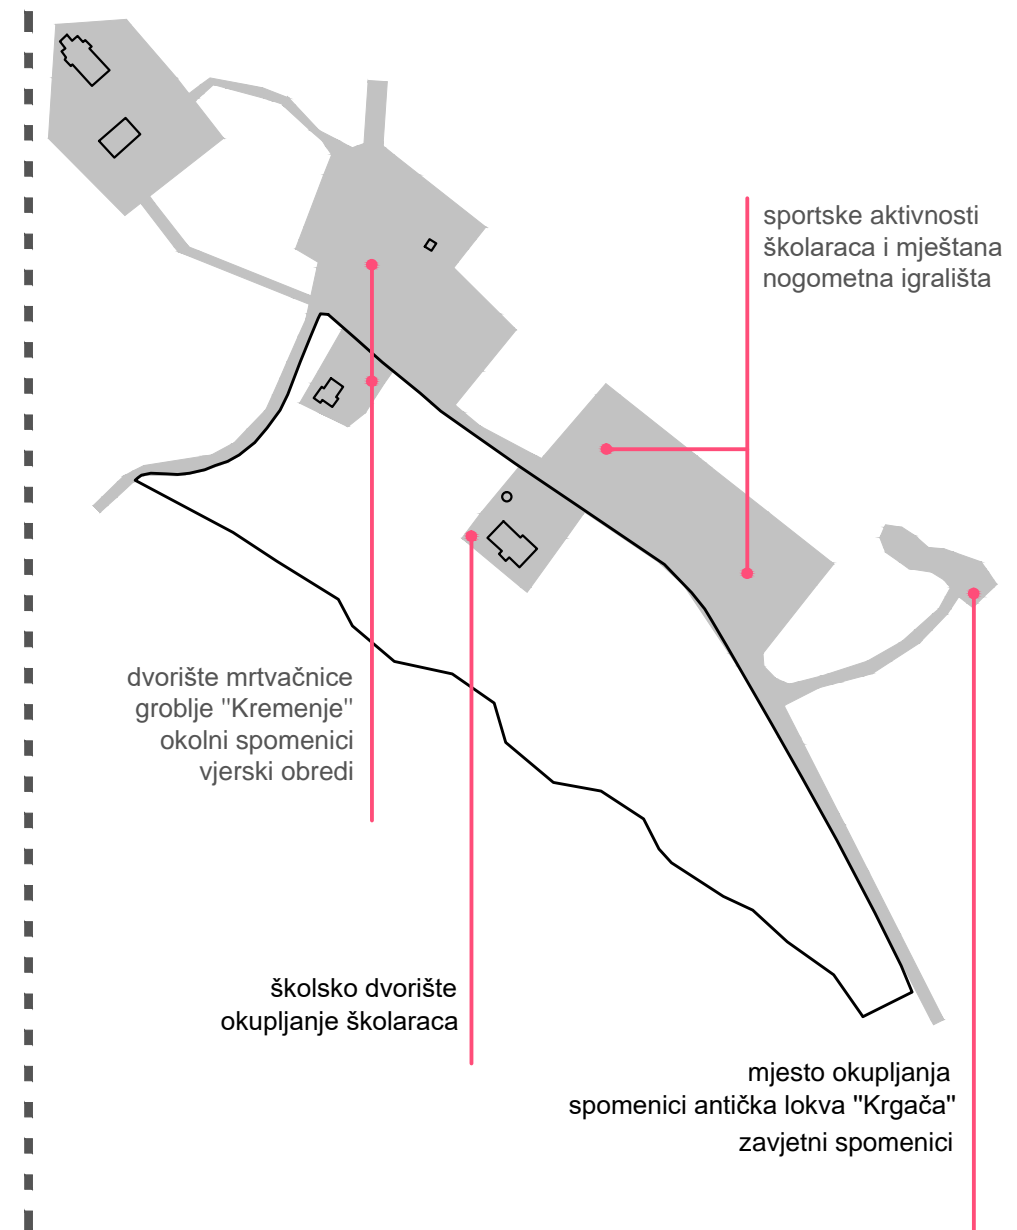 sportske aktivnosti
školaraca i mještana
nogometna igrališta
dvorište mrtvačnice
groblje "Kremenje"
okolni spomenici
vjerski obredi
školsko dvorište
okupljanje školaraca
mjesto okupljanja
spomenici antička lokva "Krgača"
zavjetni spomenici